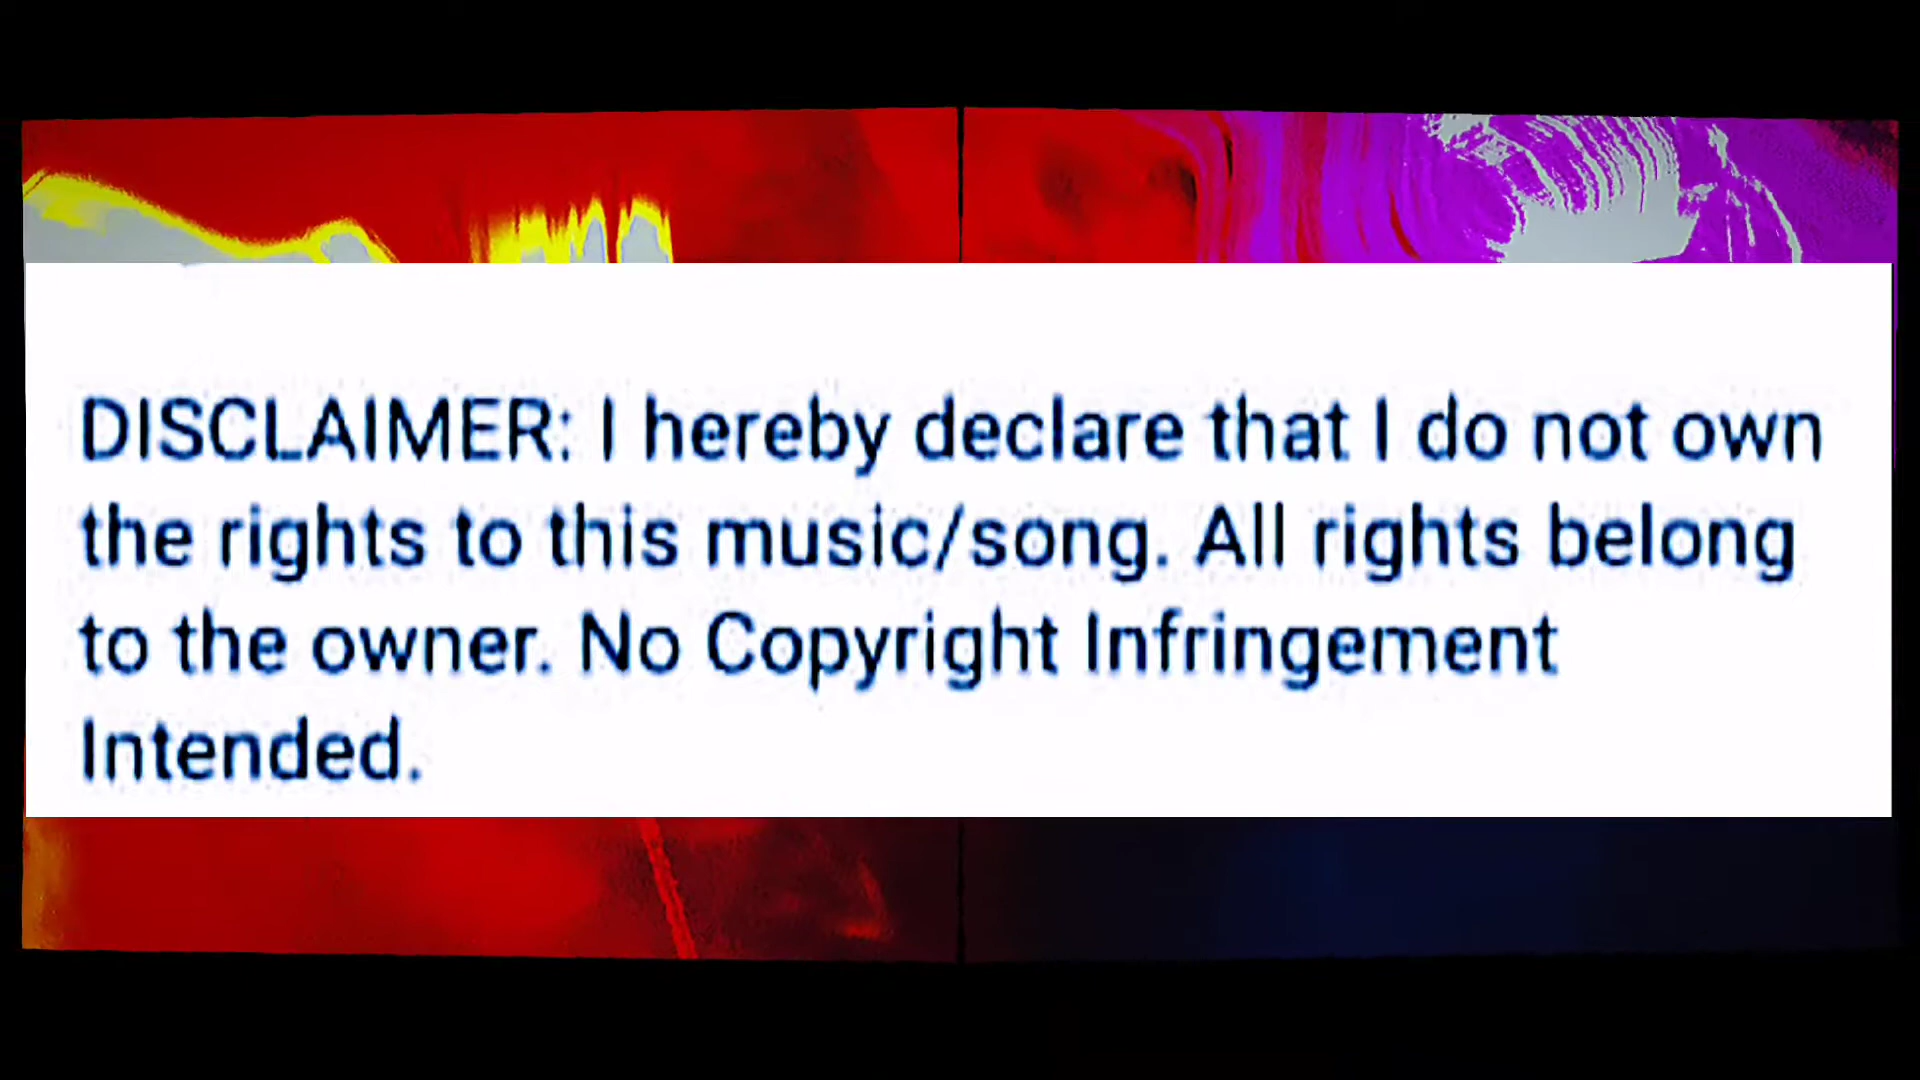 DISCLAIMER: I hereby declare that I do not own
the rights to this music/song. All rights belong
to the owner. No Copyright Infringement
Intended.